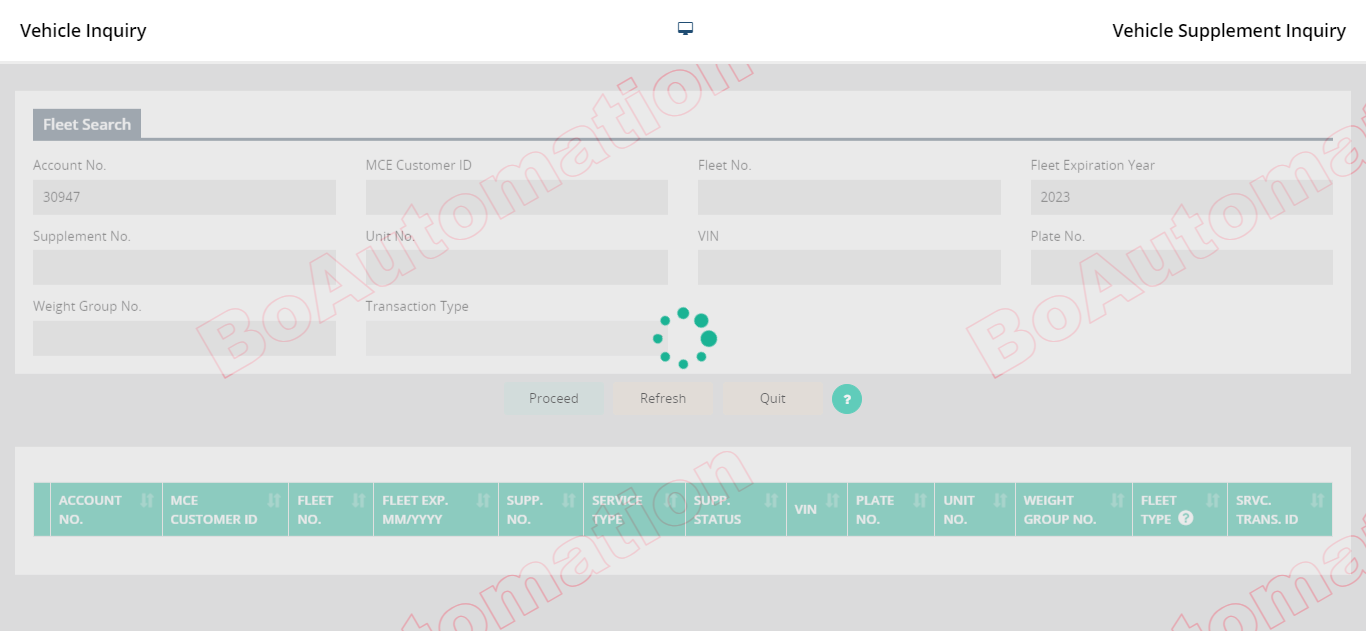 Vehicle Inquiry
Vehicle Supplement Inquiry
Fleet Search
Account No.
MCE Customer ID
Fleet No.
Fleet Expiration Year
30947
2023
Supplement No.
Unit No.
VIN
Plate No.
Weight Group No.
Transaction Type
Proceed
Refresh
Quit
?
ACCOUNT NO.
MCE CUSTOMER ID
FLEET NO.
FLEET EXP. MM/YYYY
SUPP. NO.
SERVICE TYPE
SUPP. STATUS
VIN
PLATE NO.
UNIT NO.
WEIGHT GROUP NO.
FLEET TYPE ?
SRVC. TRANS. ID
BoAutomation
BoAutomation
BoAutomation
BoAutomation